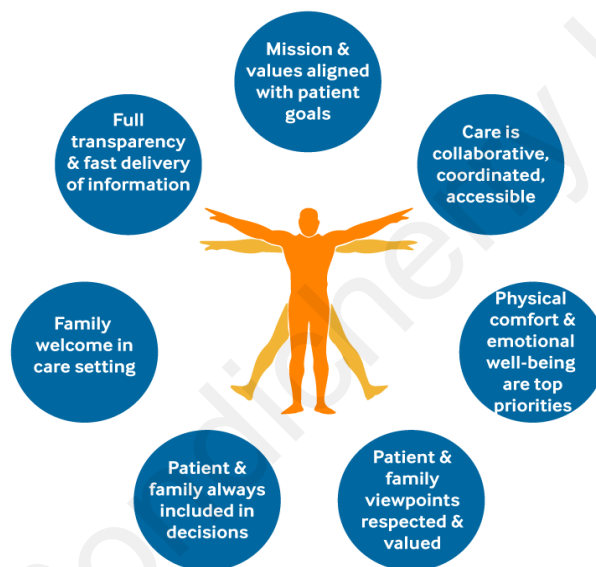 Mission &
values aligned
with patient
goals
Care is
collaborative,
coordinated,
accessible
Physical
comfort &
emotional
well-being
are top
priorities
Patient &
family
viewpoints
respected &
valued
Patient &
family always
included in
decisions
Family
welcome in
care setting
Full
transparency
& fast delivery
of information